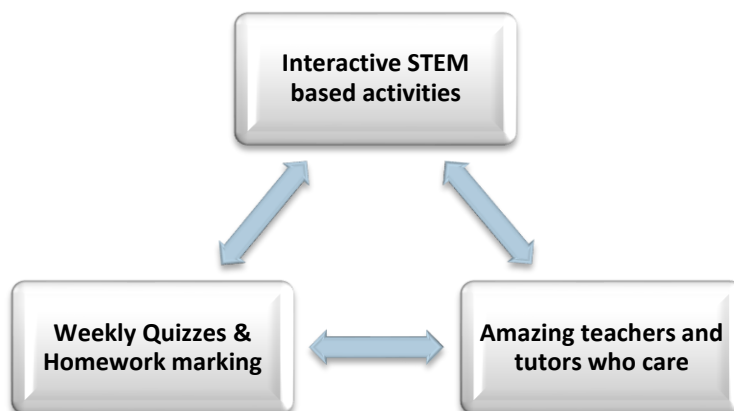 Interactive STEM
based activities
Weekly Quizzes &
Homework marking
Amazing teachers and
tutors who care